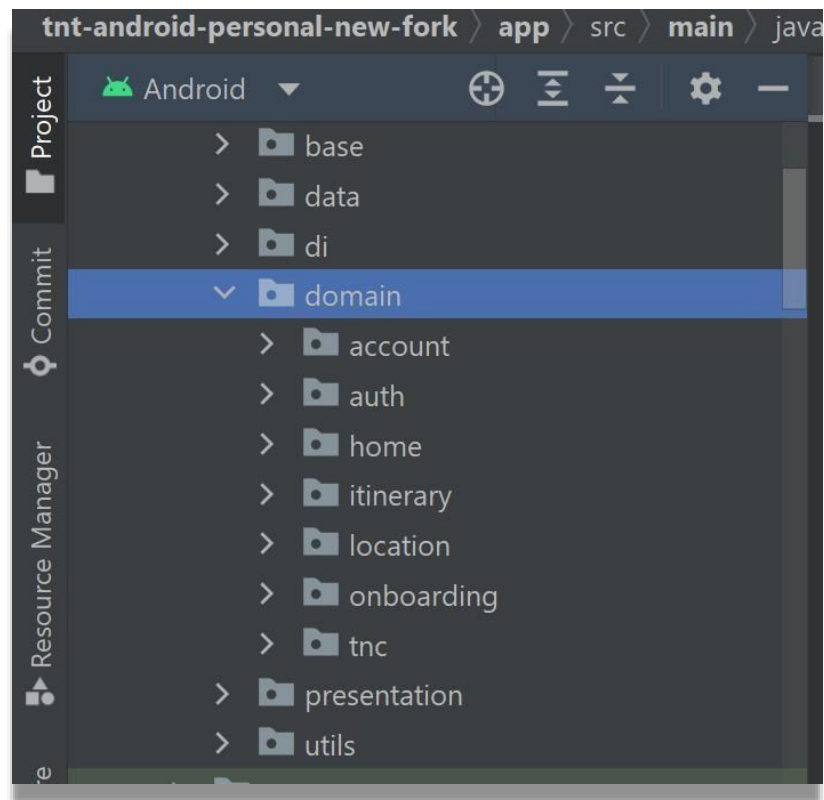 tnt-android-personal-new-fork 〉 app 〉 src 〉 main 〉 java
Project
Commit
Resource Manager
Android
base
data
di
domain
account
auth
home
itinerary
location
onboarding
tnc
presentation
utils